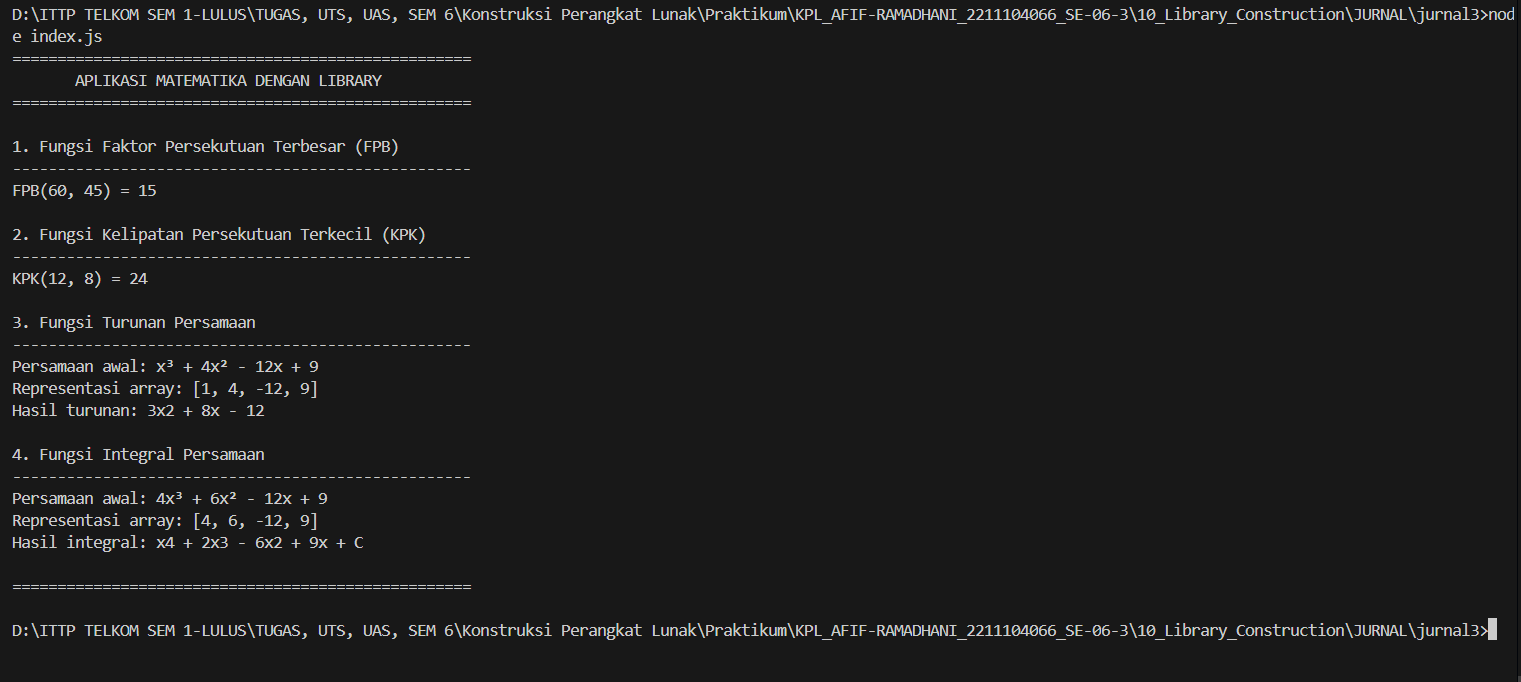 D:\ITTP TELKOM SEM 1-LULUS\TUGAS, UTS, UAS, SEM 6\Konstruksi Perangkat Lunak\Praktikum\KPL_AFIF-RAMADHANI_2211104066_SE-06-3\10_Library_Construction\JURNAL\jurnal3>nod
e index.js
===================================================
APLIKASI MATEMATIKA DENGAN LIBRARY
===================================================
1. Fungsi Faktor Persekutuan Terbesar (FPB)
---------------------------------------------------
FPB(60, 45) = 15
2. Fungsi Kelipatan Persekutuan Terkecil (KPK)
---------------------------------------------------
KPK(12, 8) = 24
3. Fungsi Turunan Persamaan
---------------------------------------------------
Persamaan awal: x³ + 4x² - 12x + 9
Representasi array: [1, 4, -12, 9]
Hasil turunan: 3x2 + 8x - 12
4. Fungsi Integral Persamaan
---------------------------------------------------
Persamaan awal: 4x³ + 6x² - 12x + 9
Representasi array: [4, 6, -12, 9]
Hasil integral: x4 + 2x3 - 6x2 + 9x + C
===================================================
D:\ITTP TELKOM SEM 1-LULUS\TUGAS, UTS, UAS, SEM 6\Konstruksi Perangkat Lunak\Praktikum\KPL_AFIF-RAMADHANI_2211104066_SE-06-3\10_Library_Construction\JURNAL\jurnal3>